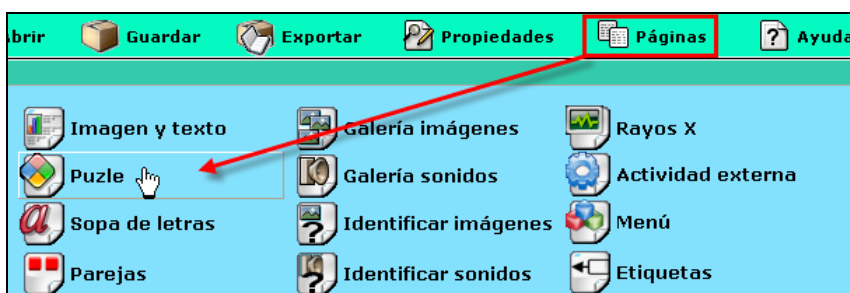 brir Guardar Exportar Propiedades Páginas Ayuda
Imagen y texto Galería imágenes Rayos X
Puzle Galería sonidos Actividad externa
Sopa de letras Identificar imágenes Menú
Parejas Identificar sonidos Etiquetas